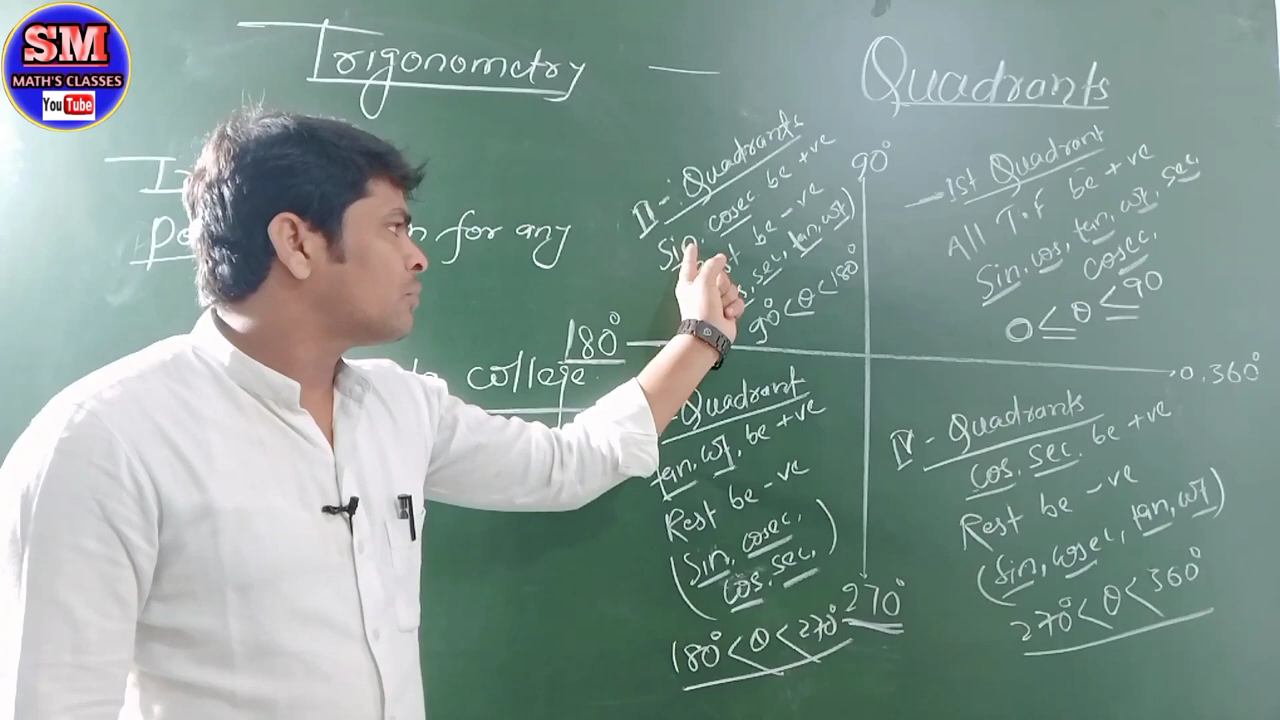 SM
MATH'S CLASSES
YouTube
Trigonometry — Quadrants
for any
college
II - Quadrants
Sin, cosec be +ve
be -ve
sec, tan, cot)
90° < θ < 180°
90°
1st Quadrant
All T.F be +ve
Sin, cos, tan, cot, sec,
cosec.
0 ≤ θ ≤ 90
180°
0.360°
- Quadrant
tan, cot, be +ve
Rest be -ve
(Sin, cosec,
cos, sec,)
180° < θ < 270°
270°
IV - Quadrants
cos, sec. be +ve
Rest be -ve
(Sin, cosec, tan, cot)
270° < θ < 360°